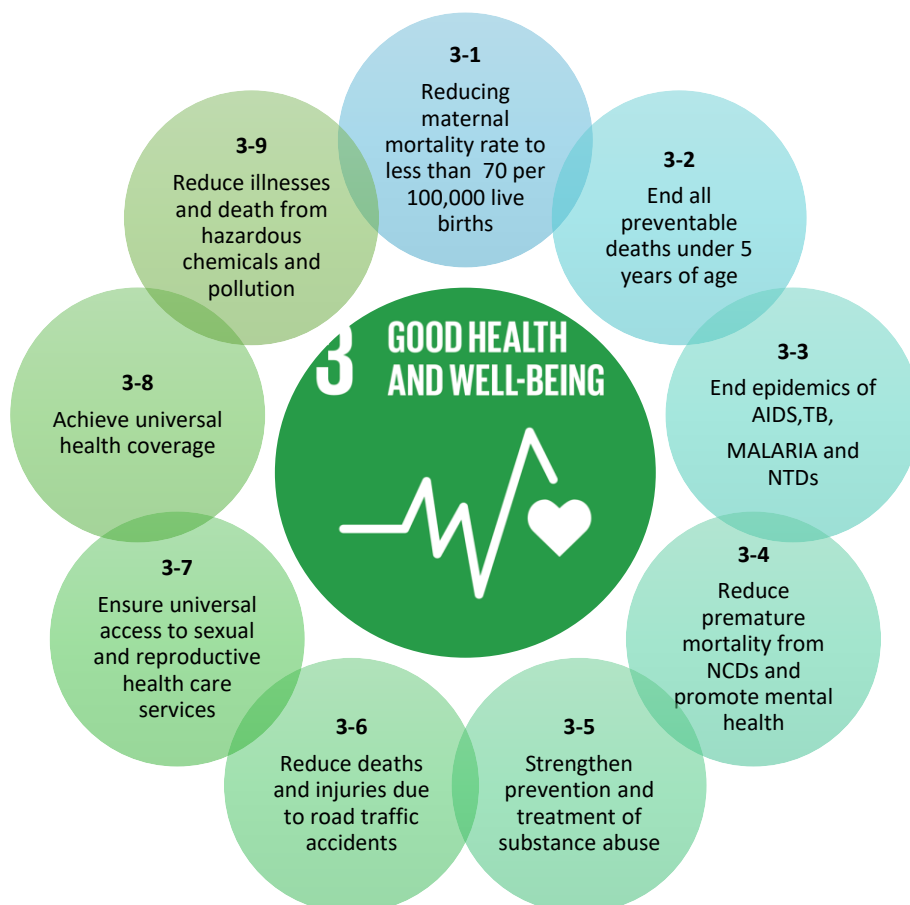 3-1
Reducing
maternal
mortality rate to
less than 70 per
100,000 live
births
3-2
End all
preventable
deaths under 5
years of age
3-3
End epidemics of
AIDS,TB,
MALARIA and
NTDs
3-4
Reduce
premature
mortality from
NCDs and
promote mental
health
3-5
Strengthen
prevention and
treatment of
substance abuse
3-6
Reduce deaths
and injuries due
to road traffic
accidents
3-7
Ensure universal
access to sexual
and reproductive
health care
services
3-8
Achieve universal
health coverage
3-9
Reduce illnesses
and death from
hazardous
chemicals and
pollution
3 GOOD HEALTH
AND WELL-BEING